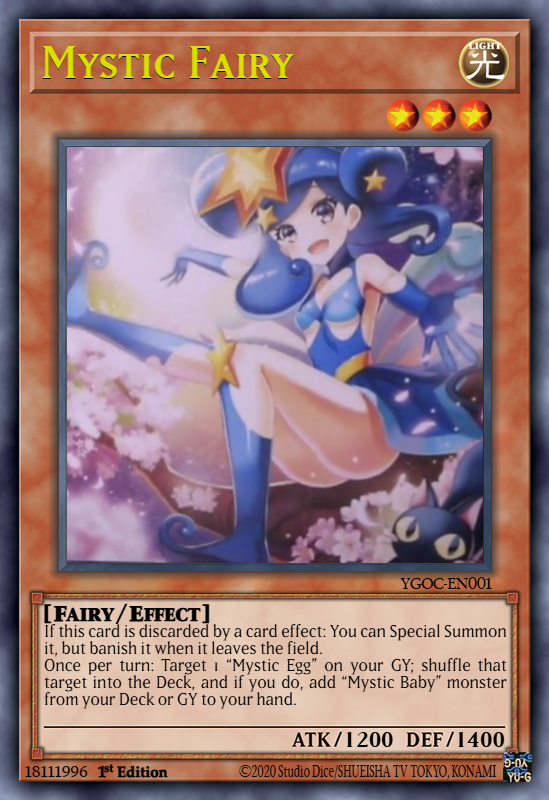 Mystic Fairy
LIGHT
光
YGOC-EN001
[Fairy/Effect]
If this card is discarded by a card effect: You can Special Summon
it, but banish it when it leaves the field.
Once per turn: Target 1 “Mystic Egg” on your GY; shuffle that
target into the Deck, and if you do, add “Mystic Baby” monster
from your Deck or GY to your hand.
ATK/1200 DEF/1400
18111996 1st Edition ©2020 Studio Dice/SHUEISHA TV TOKYO, KONAMI